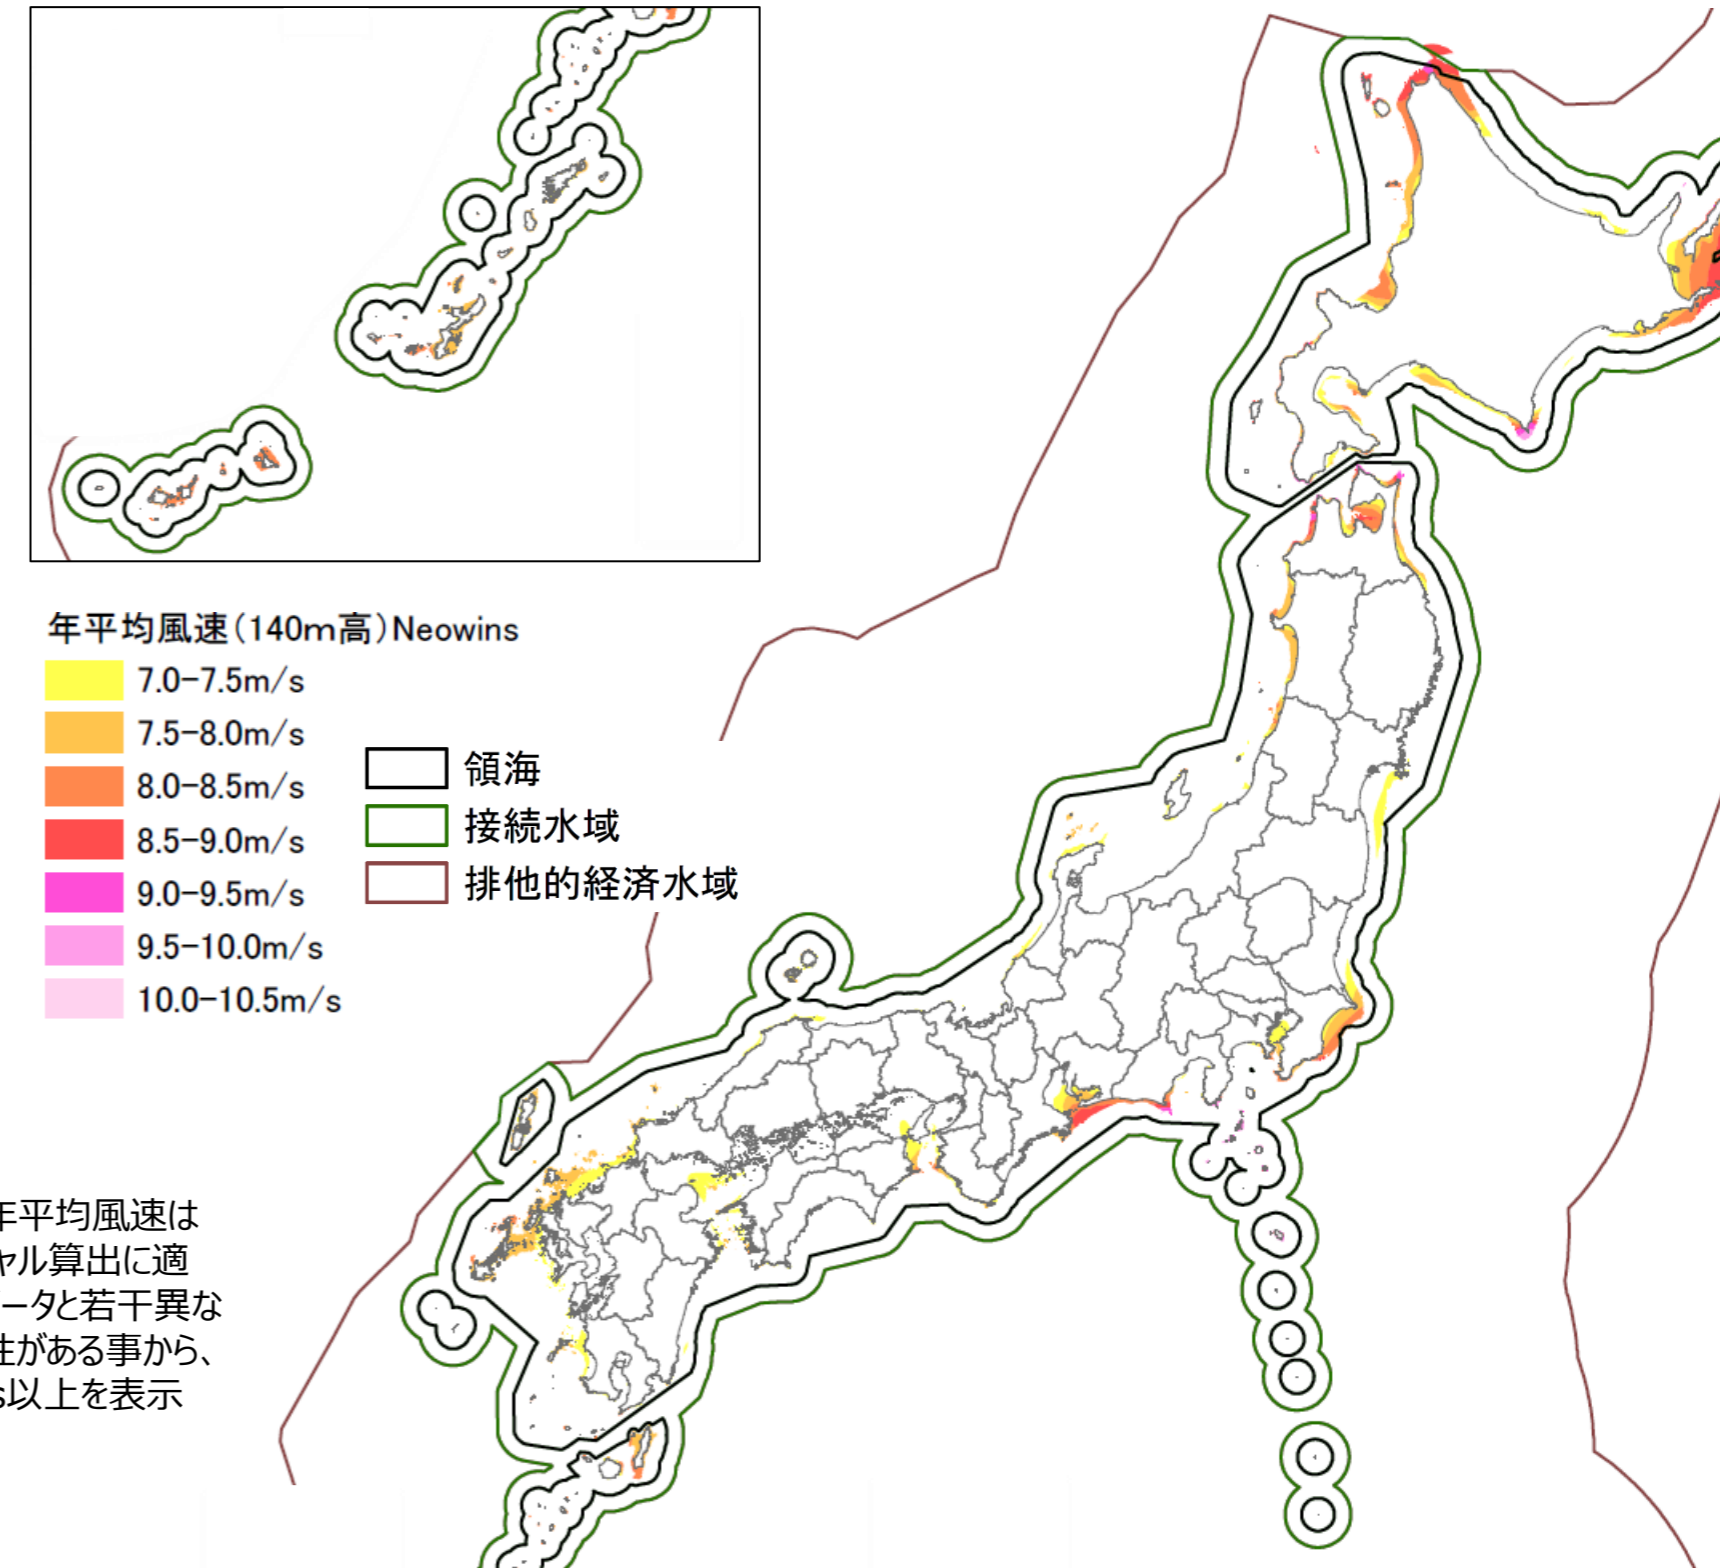 年平均風速(140m高)Neowins
7.0-7.5m/s
7.5-8.0m/s
8.0-8.5m/s
8.5-9.0m/s
9.0-9.5m/s
9.5-10.0m/s
10.0-10.5m/s
領海
接続水域
排他的経済水域
年平均風速は
ャル算出に適
ータと若干異な
性がある事から、
s以上を表示